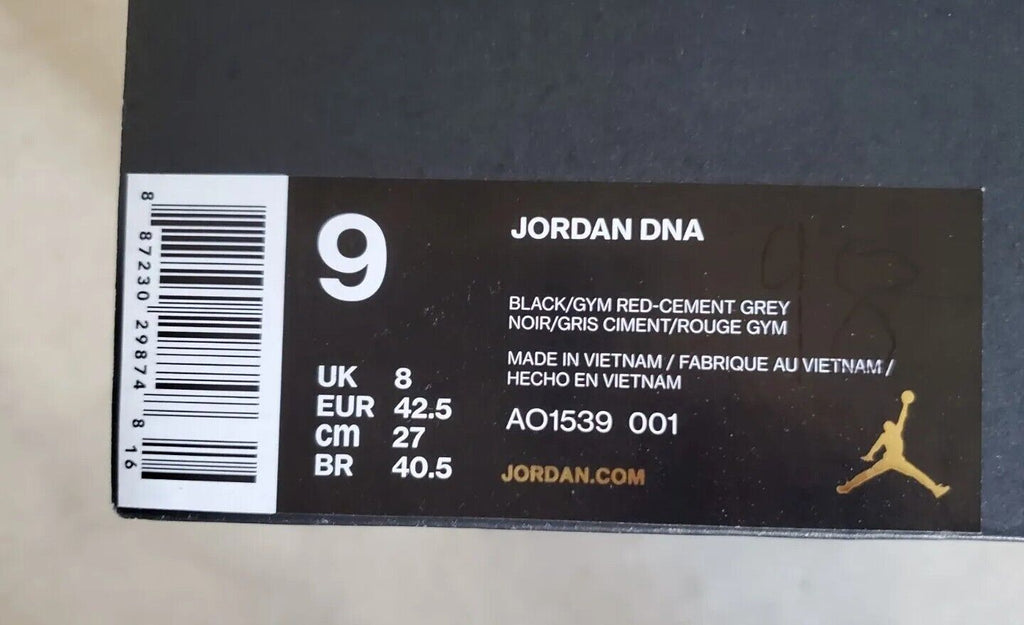 8 87230 29874 8 16
9
JORDAN DNA
BLACK/GYM RED-CEMENT GREY
NOIR/GRIS CIMENT/ROUGE GYM
MADE IN VIETNAM / FABRIQUE AU VIETNAM /
HECHO EN VIETNAM
UK 8
EUR 42.5
cm 27
BR 40.5
AO1539 001
JORDAN.COM